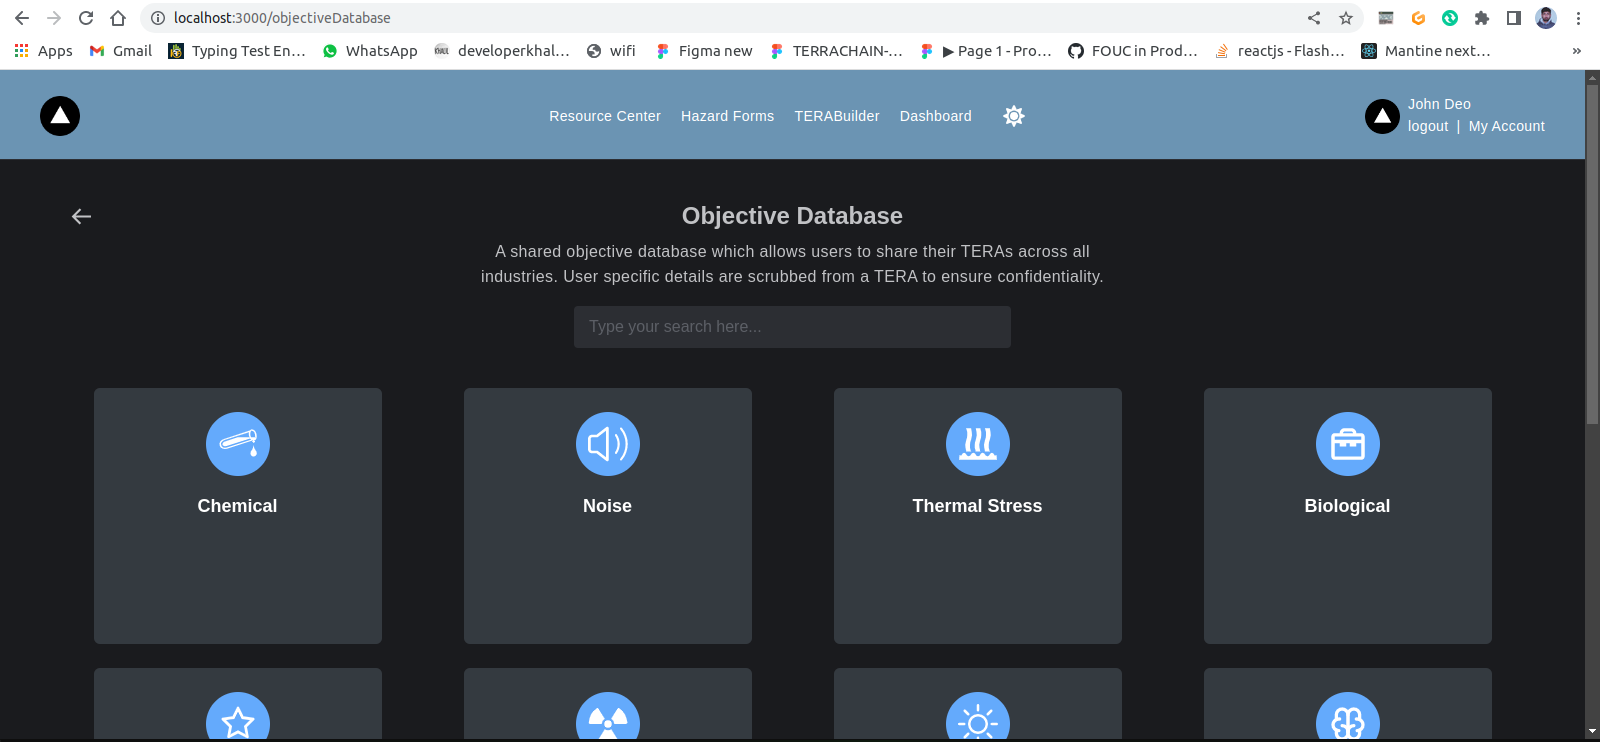 localhost:3000/objectiveDatabase
Apps Gmail Typing Test En... WhatsApp developerkhal... wifi Figma new TERRACHAIN-... ▶ Page 1 - Pro... FOUC in Prod... reactjs - Flash... Mantine next... »
Resource Center Hazard Forms TERABuilder Dashboard
John Deo
logout | My Account
Objective Database
A shared objective database which allows users to share their TERAs across all
industries. User specific details are scrubbed from a TERA to ensure confidentiality.
Type your search here...
Chemical Noise Thermal Stress Biological